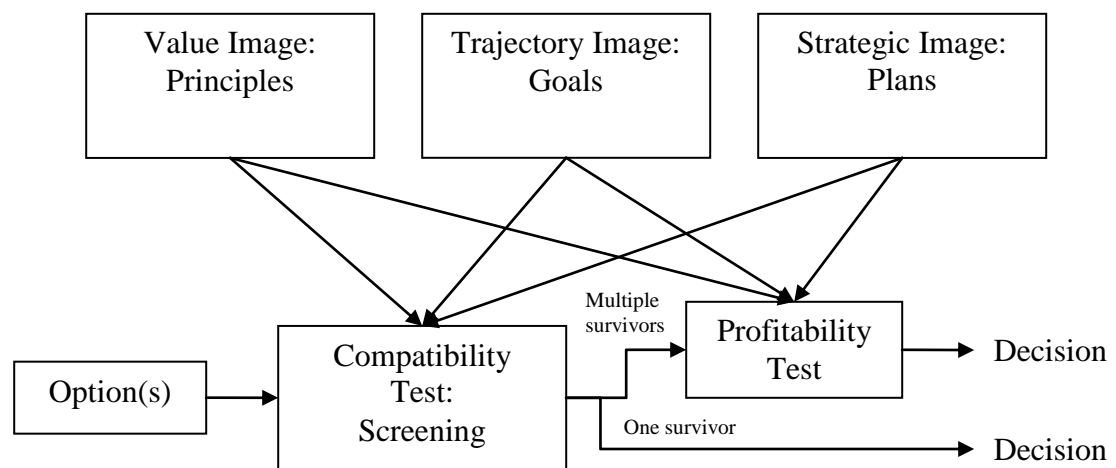 Value Image:
Principles
Trajectory Image:
Goals
Strategic Image:
Plans
Option(s)
Compatibility
Test:
Screening
Multiple
survivors
Profitability
Test
Decision
One survivor
Decision